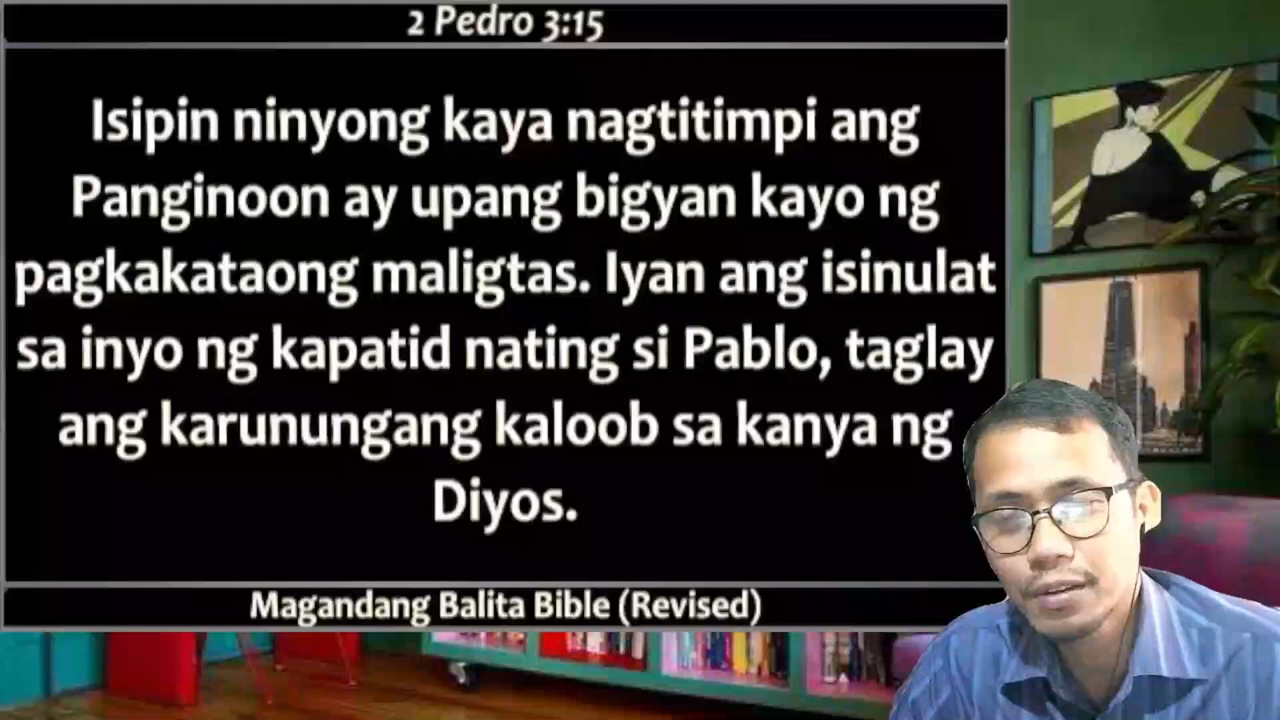 2 Pedro 3:15
Isipin ninyong kaya nagtitimpi ang
Panginoon ay upang bigyan kayo ng
pagkakataong maligtas. Iyan ang isinulat
sa inyo ng kapatid nating si Pablo, taglay
ang karunungang kaloob sa kanya ng
Diyos.
Magandang Balita Bible (Revised)